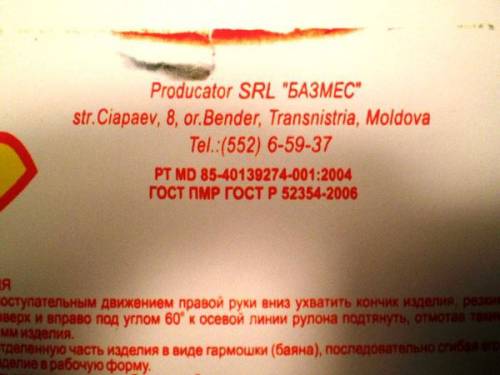 Producator SRL "БАЗМЕС"
str.Ciapaev, 8, or.Bender, Transnistria, Moldova
Tel.:(552) 6-59-37
PT MD 85-40139274-001:2004
ГОСТ ПМР ГОСТ Р 52354-2006
поступательным движением правой руки вниз ухватить кончик изделия, резким
вверх и вправо под углом 60° к осевой линии рулона подтянуть, отмотав
мм изделия.
отделенную часть изделия в виде гармошки (баяна), последовательно сгибая
изделие в рабочую форму.